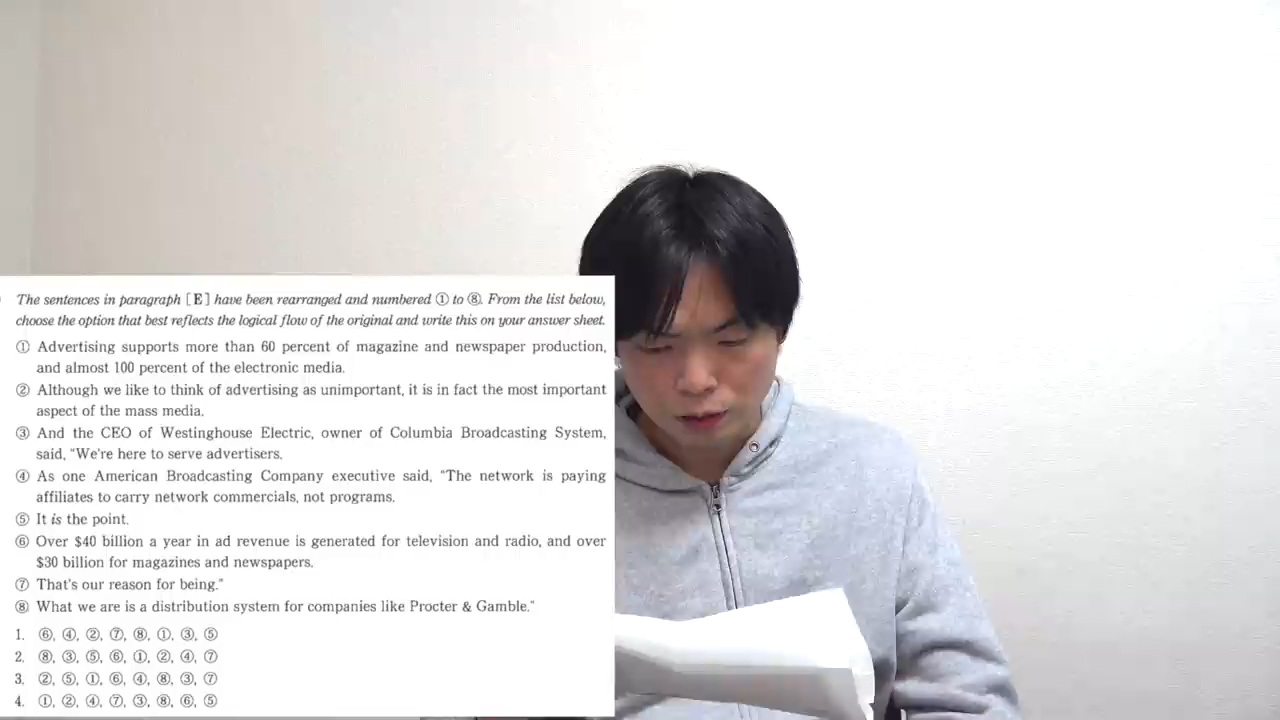 The sentences in paragraph [E] have been rearranged and numbered ① to ⑧. From the list below,
choose the option that best reflects the logical flow of the original and write this on your answer sheet.
① Advertising supports more than 60 percent of magazine and newspaper production,
and almost 100 percent of the electronic media.
② Although we like to think of advertising as unimportant, it is in fact the most important
aspect of the mass media.
③ And the CEO of Westinghouse Electric, owner of Columbia Broadcasting System,
said, "We're here to serve advertisers.
④ As one American Broadcasting Company executive said, "The network is paying
affiliates to carry network commercials, not programs.
⑤ It is the point.
⑥ Over $40 billion a year in ad revenue is generated for television and radio, and over
$30 billion for magazines and newspapers.
⑦ That's our reason for being."
⑧ What we are is a distribution system for companies like Procter & Gamble."
1. ⑥, ④, ②, ⑦, ⑧, ①, ③, ⑤
2. ⑧, ③, ⑤, ⑥, ①, ②, ④, ⑦
3. ②, ⑤, ①, ⑥, ④, ⑧, ③, ⑦
4. ①, ②, ④, ⑦, ③, ⑧, ⑥, ⑤